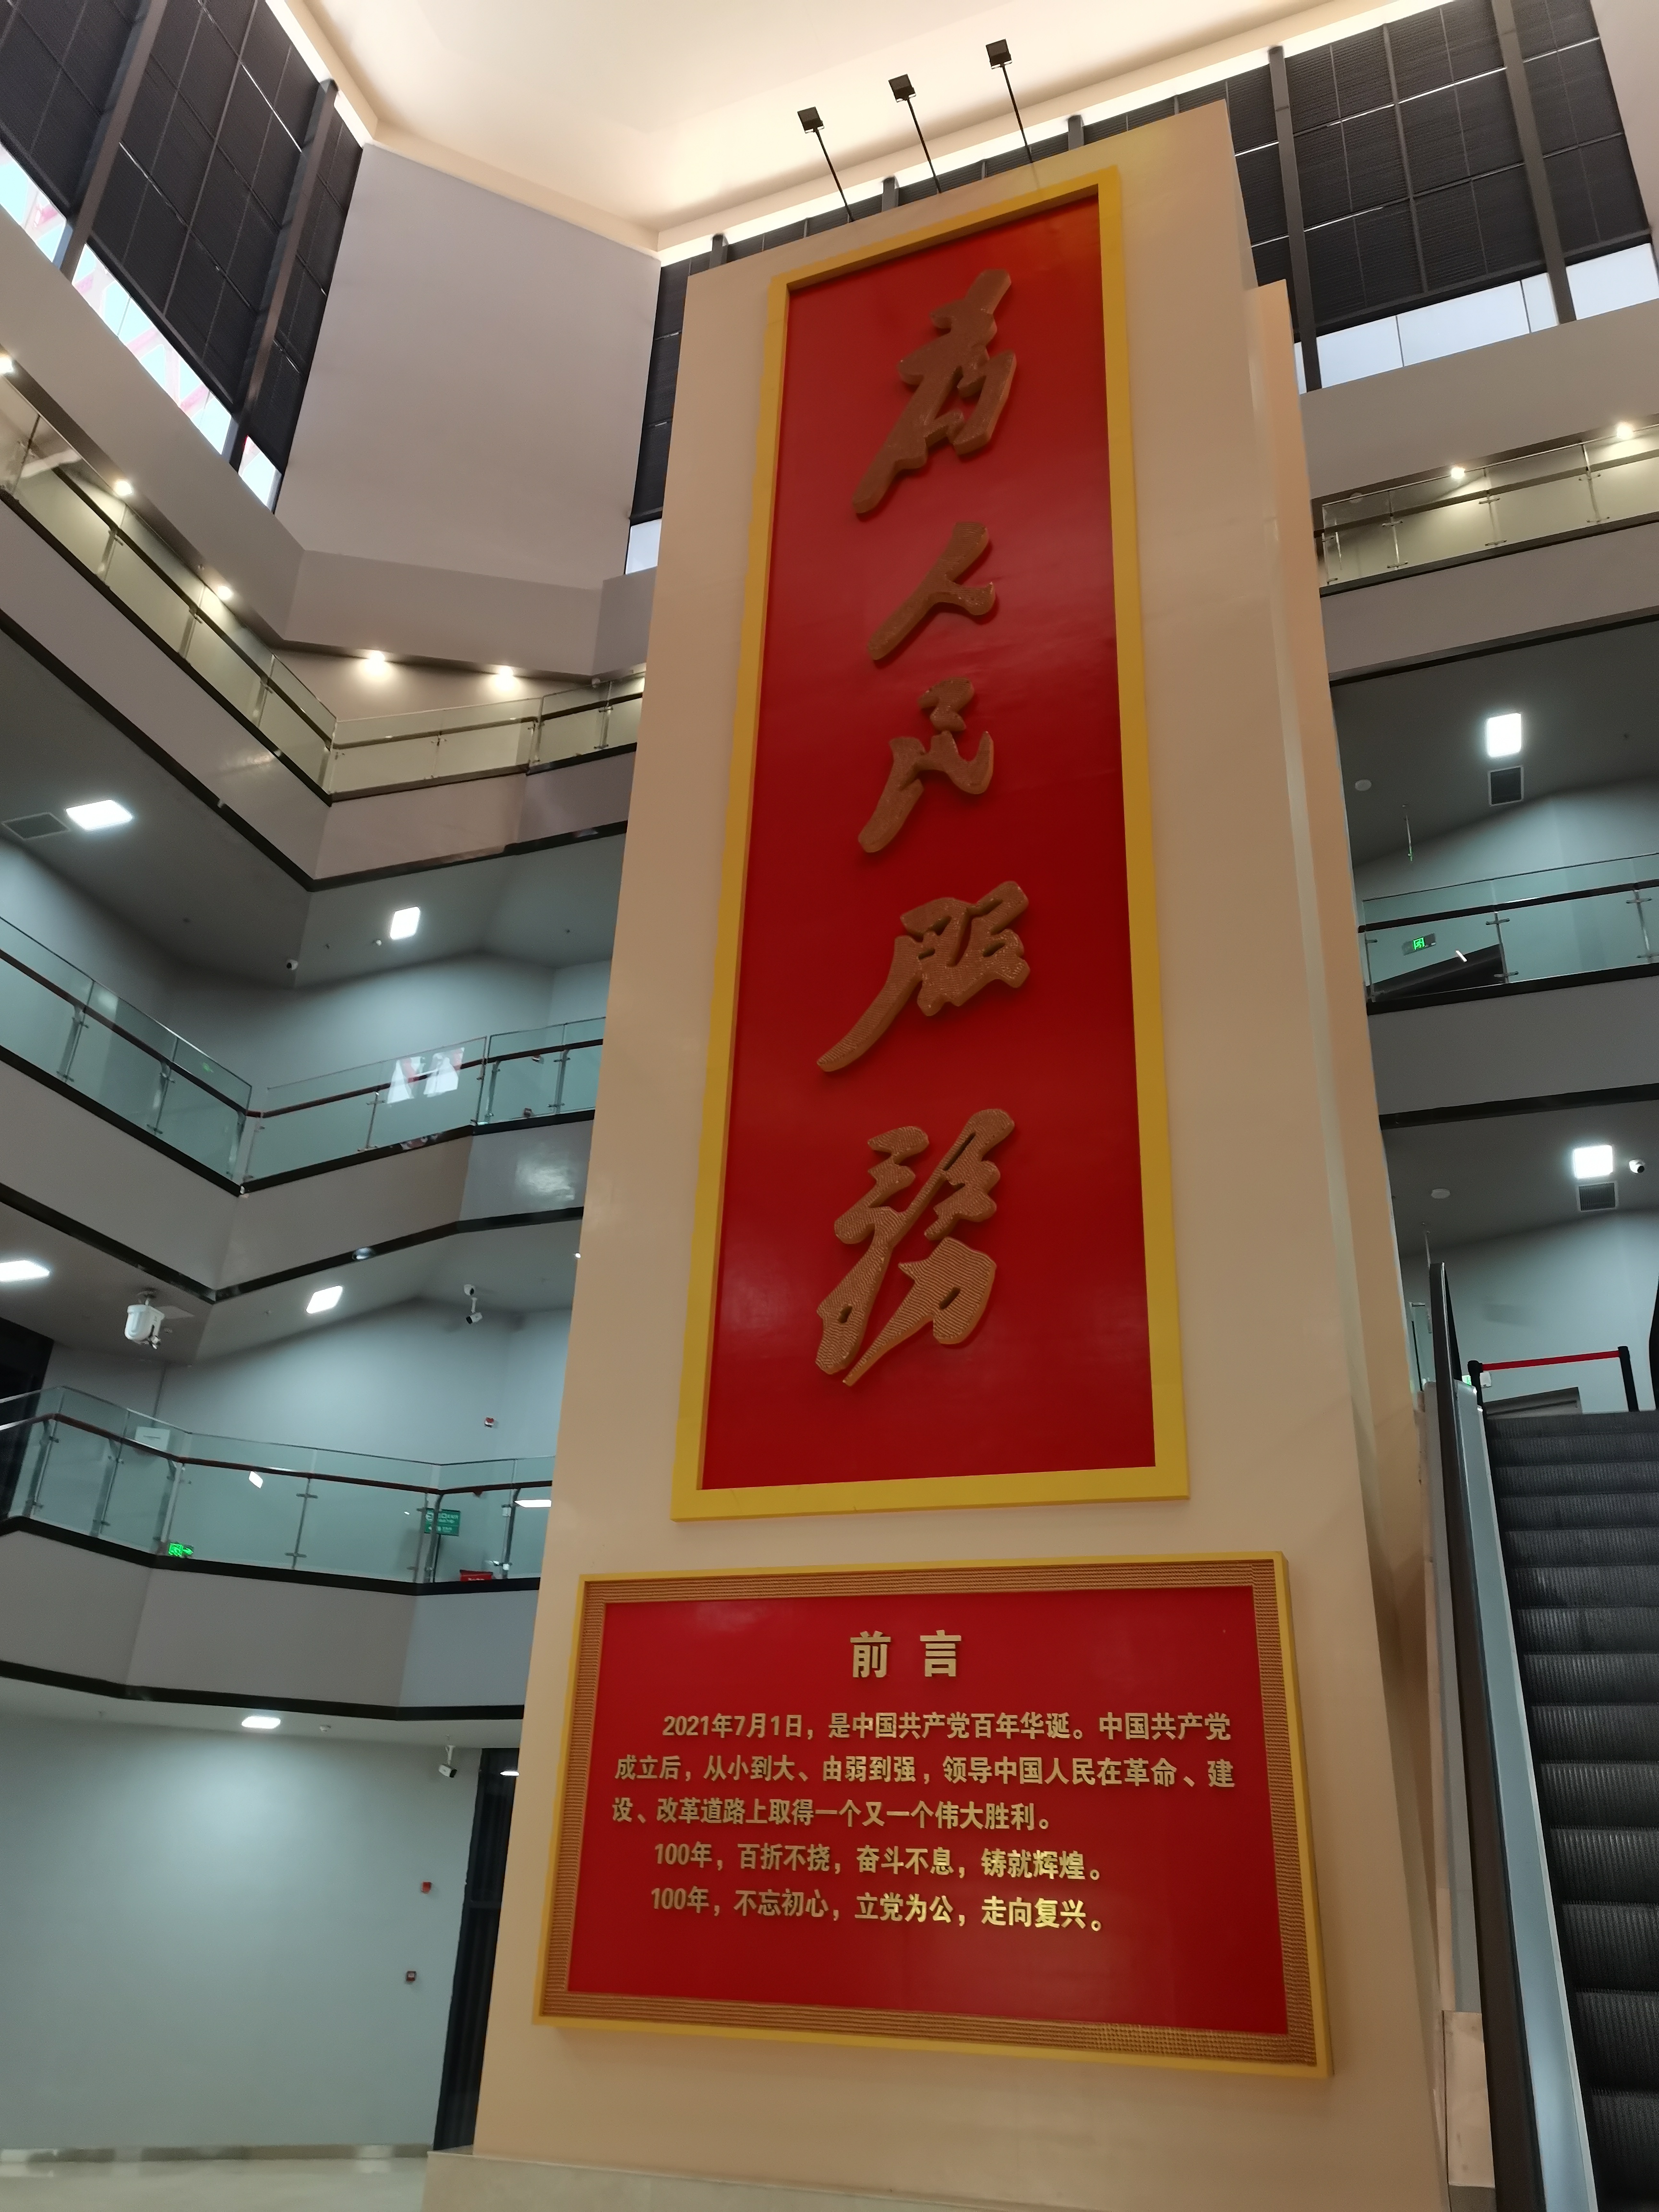 为人民服務
前言
2021年7月1日，是中国共产党百年华诞。中国共产党
成立后，从小到大、由弱到强，领导中国人民在革命、建
设、改革道路上取得一个又一个伟大胜利。
100年，百折不挠，奋斗不息，铸就辉煌。
100年，不忘初心，立党为公，走向复兴。